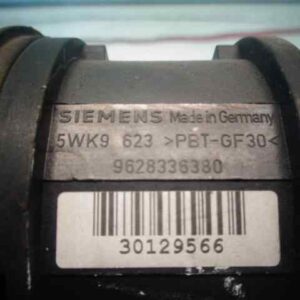 SIEMENS Made in Germany
5WK9 623 >PBT-GF30<
9628336380
30129566